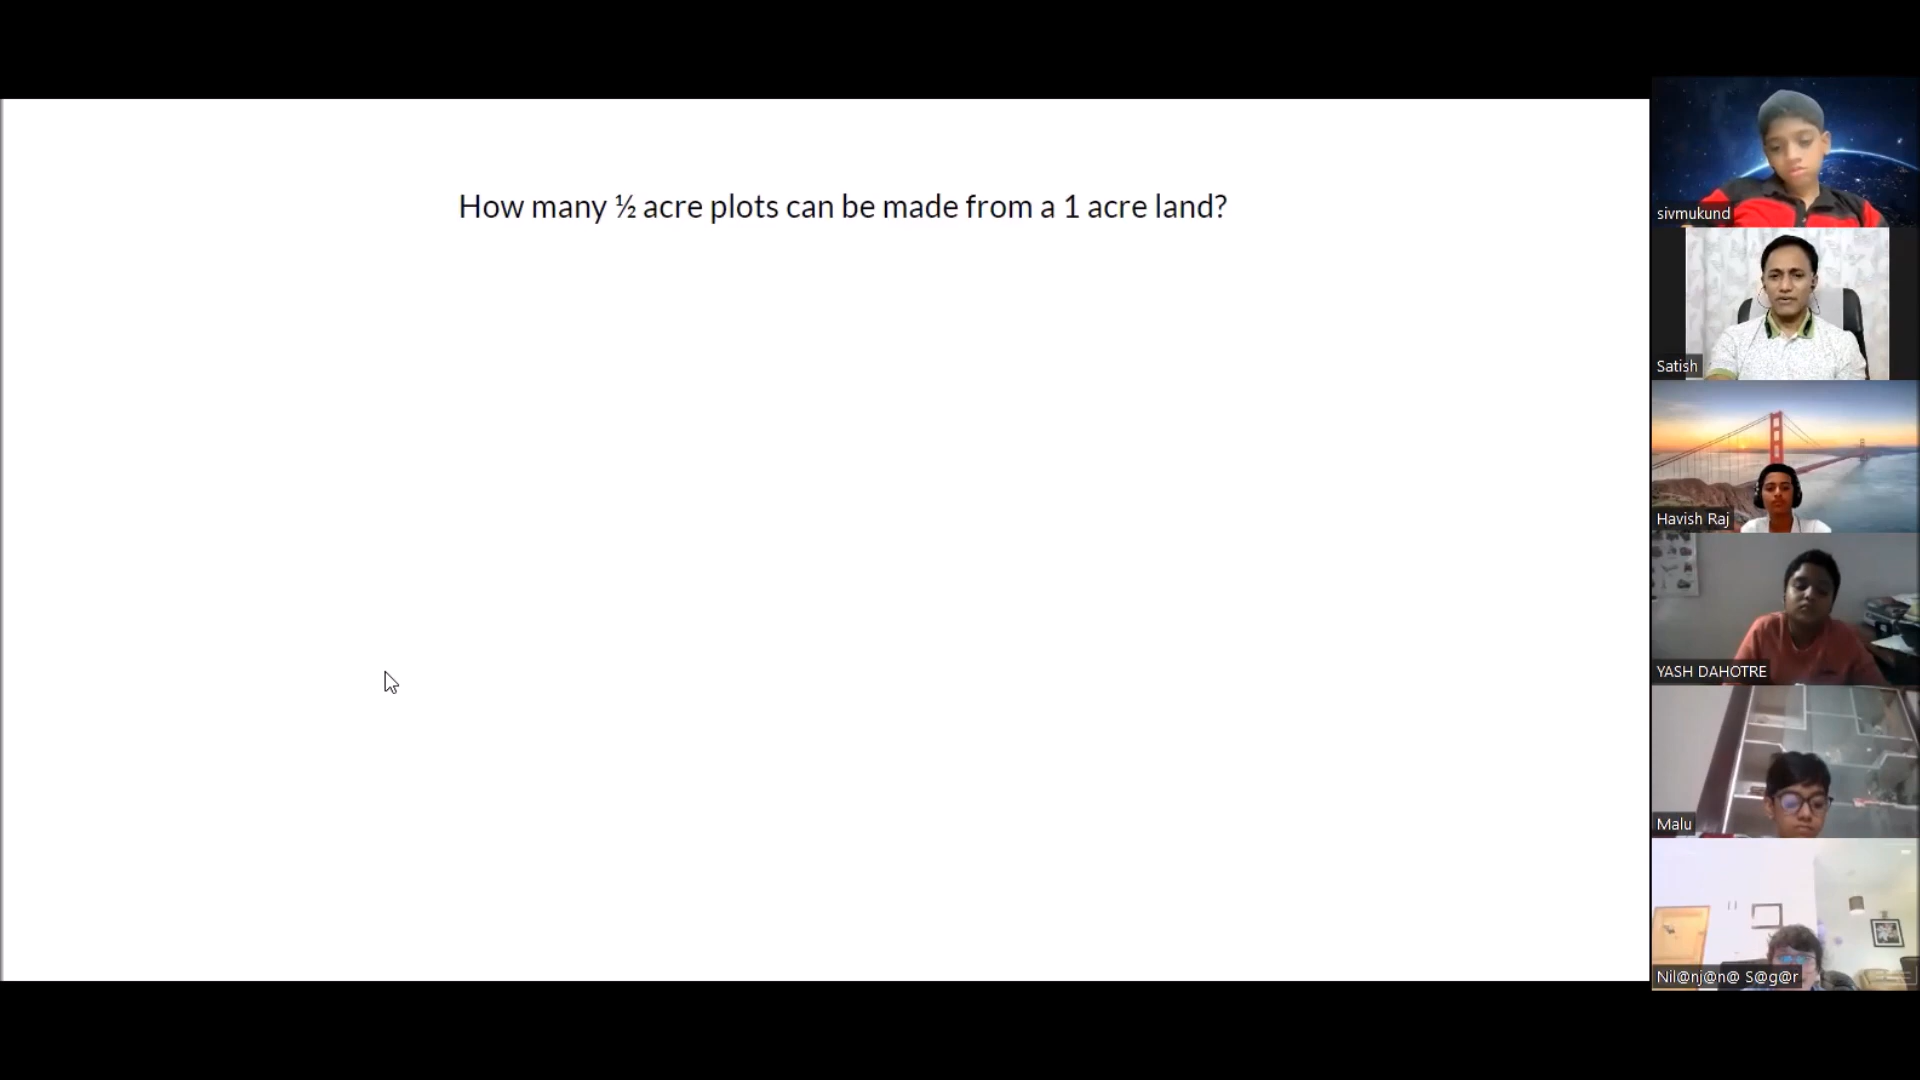 How many ½ acre plots can be made from a 1 acre land?
sivmukund
Satish
Havish Raj
YASH DAHOTRE
Malu
Nil@nj@n@ S@g@r